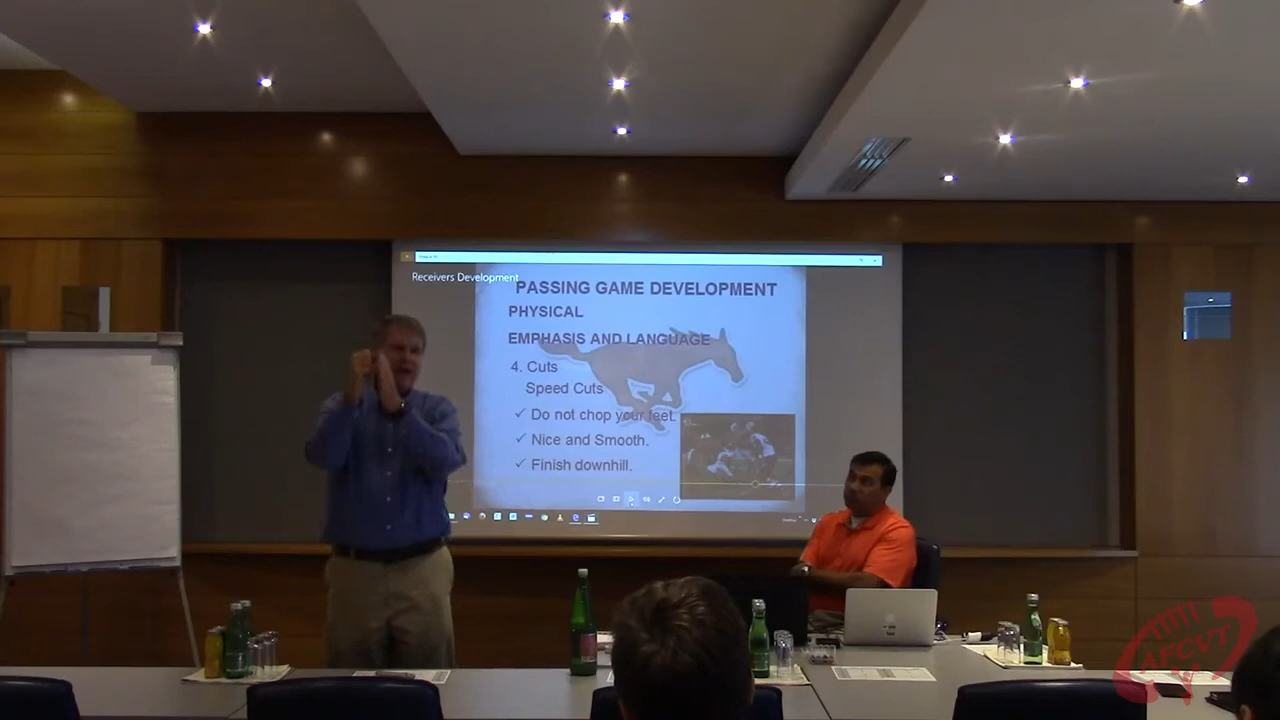 Receivers Development
PASSING GAME DEVELOPMENT
PHYSICAL
EMPHASIS AND LANGUAGE
4. Cuts
Speed Cuts
✓ Do not chop your feet.
✓ Nice and Smooth.
✓ Finish downhill.
AFCVT